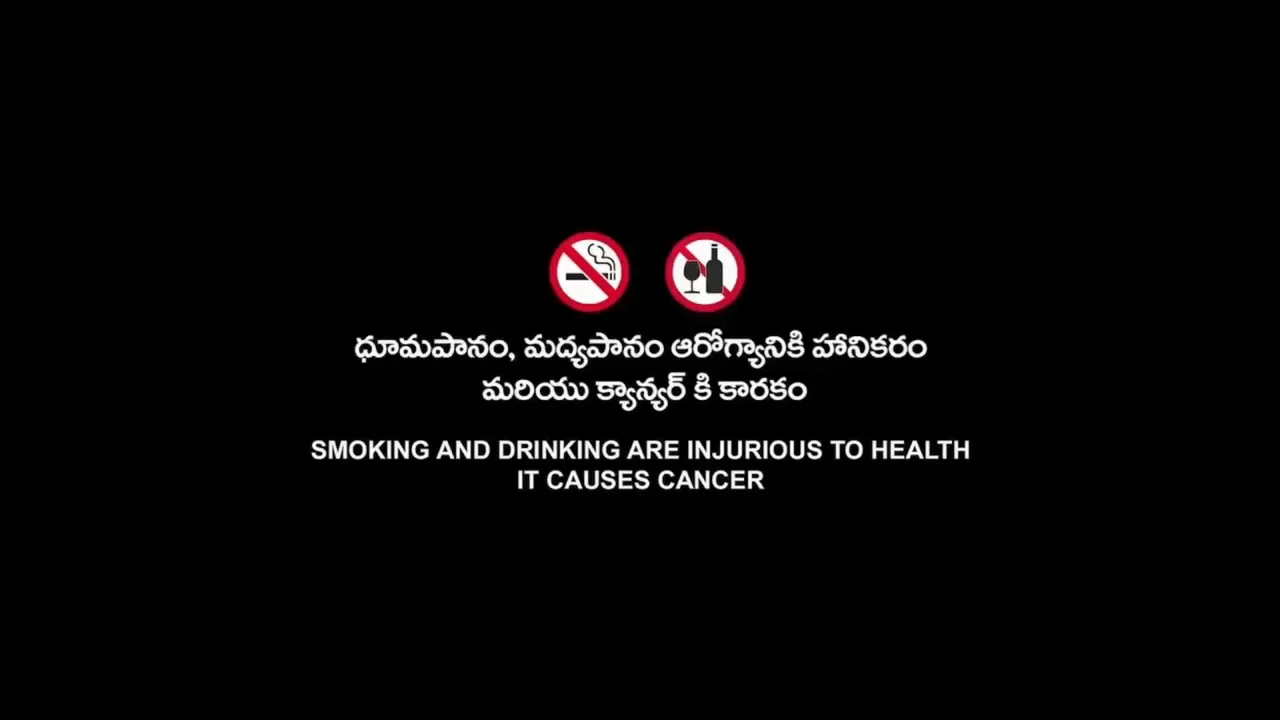 ధూమపానం, మద్యపానం ఆరోగ్యానికి హానికరం
మరియు క్యాన్సర్ కి కారకం
SMOKING AND DRINKING ARE INJURIOUS TO HEALTH
IT CAUSES CANCER